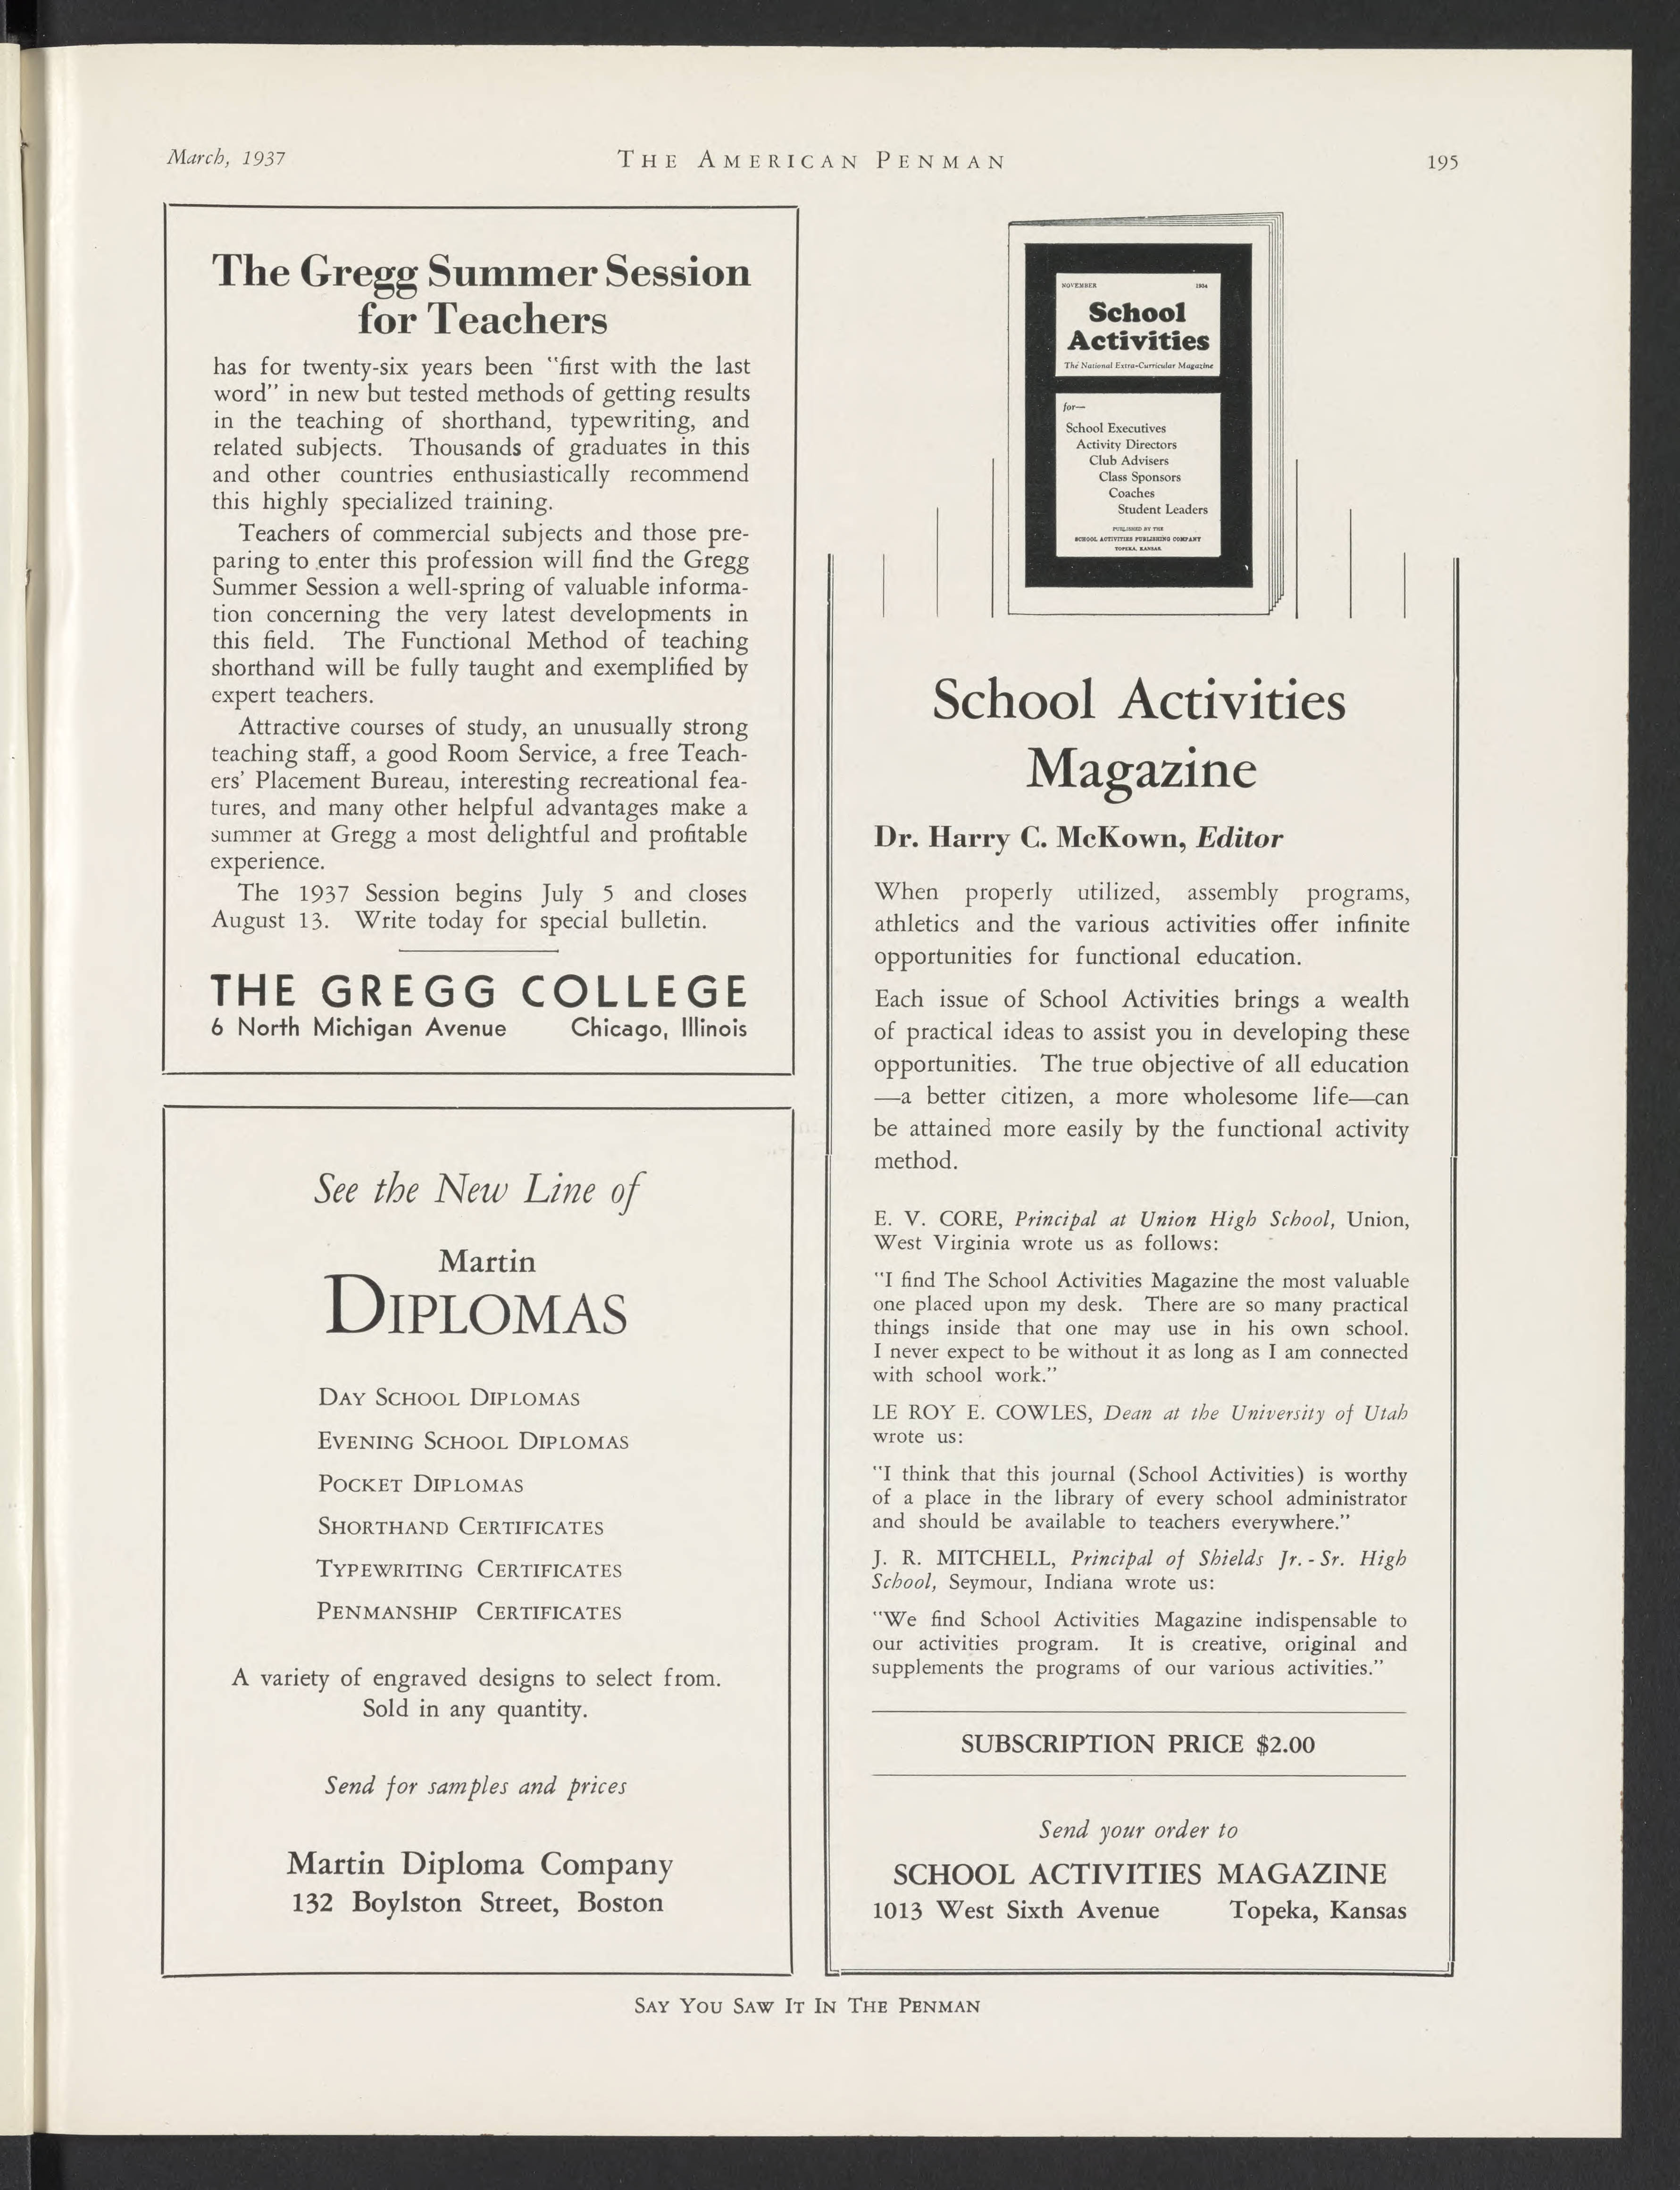 March, 1937
THE AMERICAN PENMAN
195
The Gregg Summer Session
for Teachers
has for twenty-six years been "first with the last
word" in new but tested methods of getting results
in the teaching of shorthand, typewriting, and
related subjects. Thousands of graduates in this
and other countries enthusiastically recommend
this highly specialized training.
Teachers of commercial subjects and those pre-
paring to enter this profession will find the Gregg
Summer Session a well-spring of valuable informa-
tion concerning the very latest developments in
this field. The Functional Method of teaching
shorthand will be fully taught and exemplified by
expert teachers.
Attractive courses of study, an unusually strong
teaching staff, a good Room Service, a free Teach-
ers' Placement Bureau, interesting recreational fea-
tures, and many other helpful advantages make a
summer at Gregg a most delightful and profitable
experience.
The 1937 Session begins July 5 and closes
August 13. Write today for special bulletin.
THE GREGG COLLEGE
6 North Michigan Avenue Chicago, Illinois
See the New Line of
Martin
DIPLOMAS
DAY SCHOOL DIPLOMAS
EVENING SCHOOL DIPLOMAS
POCKET DIPLOMAS
SHORTHAND CERTIFICATES
TYPEWRITING CERTIFICATES
PENMANSHIP CERTIFICATES
A variety of engraved designs to select from.
Sold in any quantity.
Send for samples and prices
Martin Diploma Company
132 Boylston Street, Boston
NOVEMBER 1934
School
Activities
The National Extra-Curricular Magazine
for—
School Executives
Activity Directors
Club Advisers
Class Sponsors
Coaches
Student Leaders
PUBLISHED BY THE
SCHOOL ACTIVITIES PUBLISHING COMPANY
TOPEKA, KANSAS
School Activities
Magazine
Dr. Harry C. McKown, Editor
When properly utilized, assembly programs,
athletics and the various activities offer infinite
opportunities for functional education.
Each issue of School Activities brings a wealth
of practical ideas to assist you in developing these
opportunities. The true objective of all education
—a better citizen, a more wholesome life—can
be attained more easily by the functional activity
method.
E. V. CORE, Principal at Union High School, Union,
West Virginia wrote us as follows:
"I find The School Activities Magazine the most valuable
one placed upon my desk. There are so many practical
things inside that one may use in his own school.
I never expect to be without it as long as I am connected
with school work."
LE ROY E. COWLES, Dean at the University of Utah
wrote us:
"I think that this journal (School Activities) is worthy
of a place in the library of every school administrator
and should be available to teachers everywhere."
J. R. MITCHELL, Principal of Shields Jr. - Sr. High
School, Seymour, Indiana wrote us:
"We find School Activities Magazine indispensable to
our activities program. It is creative, original and
supplements the programs of our various activities."
SUBSCRIPTION PRICE $2.00
Send your order to
SCHOOL ACTIVITIES MAGAZINE
1013 West Sixth Avenue Topeka, Kansas
SAY YOU SAW IT IN THE PENMAN